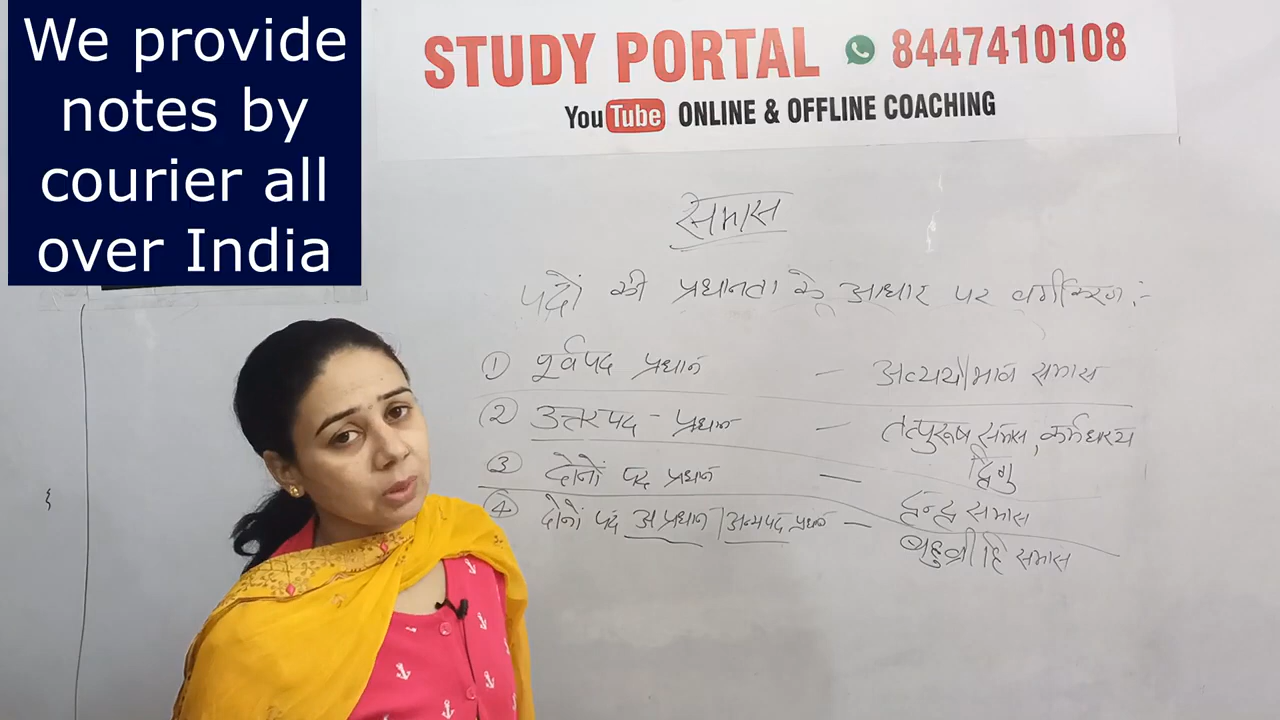 We provide
notes by
courier all
over India
STUDY PORTAL 8447410108
YouTube ONLINE & OFFLINE COACHING
समास
पदों की प्रधानता के आधार पर वर्गीकरण :-
① पूर्वपद प्रधान - अव्ययीभाव समास
② उत्तरपद - प्रधान - तत्पुरूष समास, कर्मधारय
द्विगु
③ दोनों पद प्रधान - द्वन्द्व समास
④ दोनों पद अप्रधान / अन्यपद प्रधान - बहुव्रीहि समास